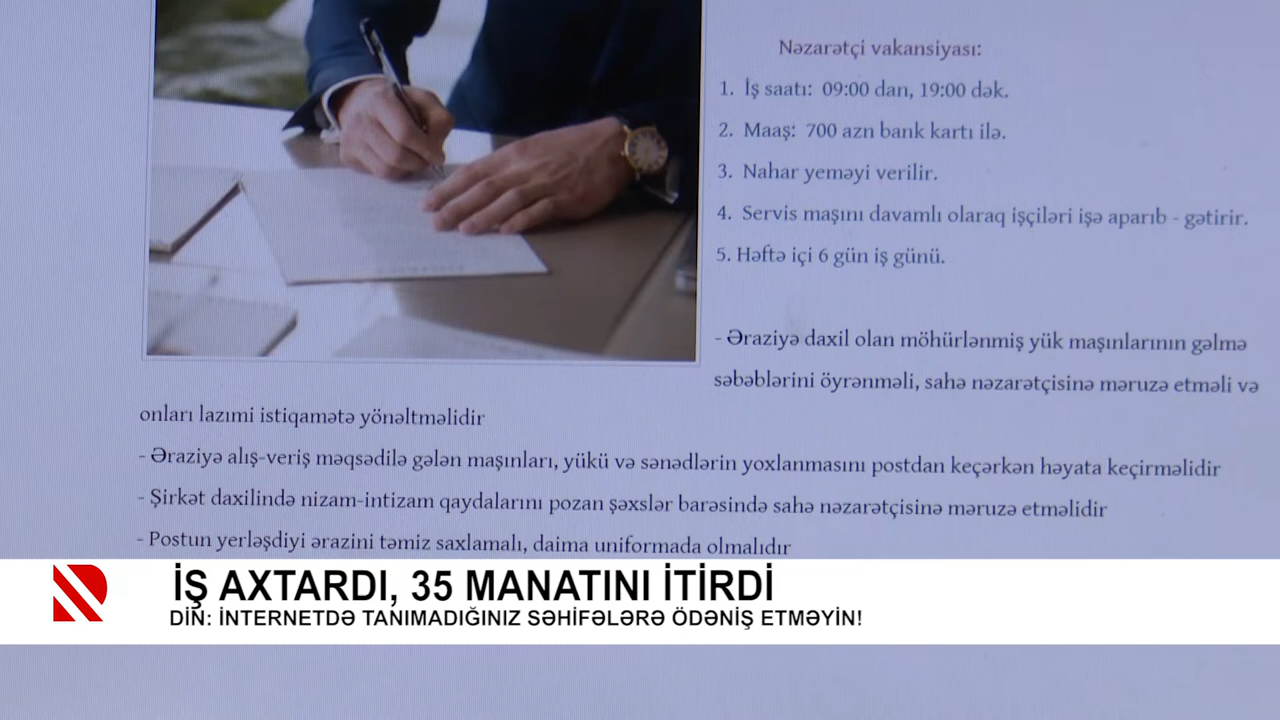 Nəzarətçi vakansiyası:
1. İş saatı: 09:00 dan, 19:00 dək.
2. Maaş: 700 azn bank kartı ilə.
3. Nahar yeməyi verilir.
4. Servis maşını davamlı olaraq işçiləri işə aparıb - gətirir.
5. Həftə içi 6 gün iş günü.
- Əraziyə daxil olan möhürlənmiş yük maşınlarının gəlmə
səbəblərini öyrənməli, sahə nəzarətçisinə məruzə etməli və
onları lazımi istiqamətə yönəltməlidir
- Əraziyə alış-veriş məqsədilə gələn maşınları, yükü və sənədlərin yoxlanmasını postdan keçərkən həyata keçirməlidir
- Şirkət daxilində nizam-intizam qaydalarını pozan şəxslər barəsində sahə nəzarətçisinə məruzə etməlidir
- Postun yerləşdiyi ərazini təmiz saxlamalı, daima uniformada olmalıdır
İŞ AXTARDI, 35 MANATINI İTİRDİ
DİN: İNTERNETDƏ TANIMADIĞINIZ SƏHİFƏLƏRƏ ÖDƏNİŞ ETMƏYİN!